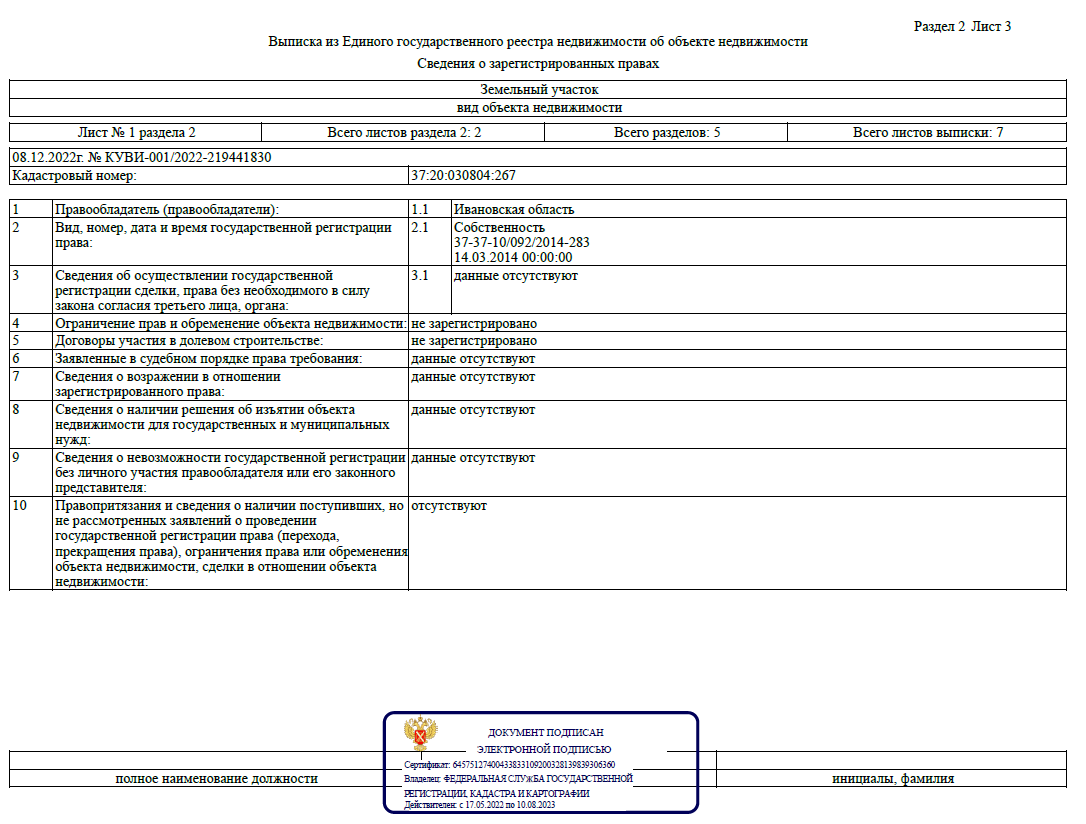 Раздел 2 Лист 3
Выписка из Единого государственного реестра недвижимости об объекте недвижимости
Сведения о зарегистрированных правах
Земельный участок
вид объекта недвижимости
Лист № 1 раздела 2 Всего листов раздела 2: 2 Всего разделов: 5 Всего листов выписки: 7
08.12.2022г. № КУВИ-001/2022-219441830
Кадастровый номер: 37:20:030804:267
1 Правообладатель (правообладатели): 1.1 Ивановская область
2 Вид, номер, дата и время государственной регистрации 2.1 Собственность
права: 37-37-10/092/2014-283
14.03.2014 00:00:00
3 Сведения об осуществлении государственной 3.1 данные отсутствуют
регистрации сделки, права без необходимого в силу
закона согласия третьего лица, органа:
4 Ограничение прав и обременение объекта недвижимости: не зарегистрировано
5 Договоры участия в долевом строительстве: не зарегистрировано
6 Заявленные в судебном порядке права требования: данные отсутствуют
7 Сведения о возражении в отношении данные отсутствуют
зарегистрированного права:
8 Сведения о наличии решения об изъятии объекта данные отсутствуют
недвижимости для государственных и муниципальных
нужд:
9 Сведения о невозможности государственной регистрации данные отсутствуют
без личного участия правообладателя или его законного
представителя:
10 Правопритязания и сведения о наличии поступивших, но отсутствуют
не рассмотренных заявлений о проведении
государственной регистрации права (перехода,
прекращения права), ограничения права или обременения
объекта недвижимости, сделки в отношении объекта
недвижимости:
ДОКУМЕНТ ПОДПИСАН
ЭЛЕКТРОННОЙ ПОДПИСЬЮ
Сертификат: 64575127400433833109200328139839306360
Владелец: ФЕДЕРАЛЬНАЯ СЛУЖБА ГОСУДАРСТВЕННОЙ
РЕГИСТРАЦИИ, КАДАСТРА И КАРТОГРАФИИ
Действителен: с 17.05.2022 по 10.08.2023
полное наименование должности инициалы, фамилия